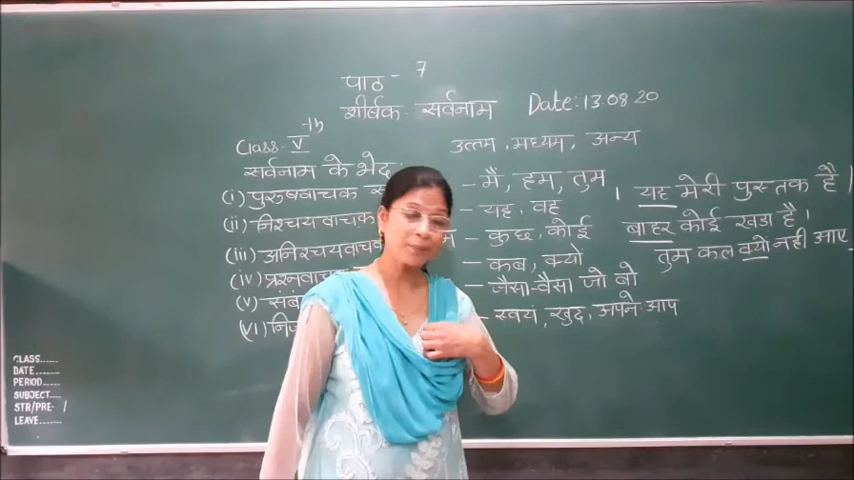 पाठ - 7
शीर्षक - सर्वनाम
Date: 13.08.20
Class - V th
उत्तम, मध्यम, अन्य
सर्वनाम के भेद
(i) पुरुषवाचक - मैं, हम, तुम
(ii) निश्चयवाचक - यह, वह
(iii) अनिश्चयवाचक - कुछ, कोई
(iv) प्रश्नवाचक - कब, क्यों
(v) - जैसा-वैसा जो वो
(vi) - स्वयं, खुद, अपने आप
यह मेरी पुस्तक है।
बाहर कोई खड़ा है।
तुम कल क्यों नहीं आए
CLASS
DATE
PERIOD
SUBJECT
STR/PRE- /
LEAVE